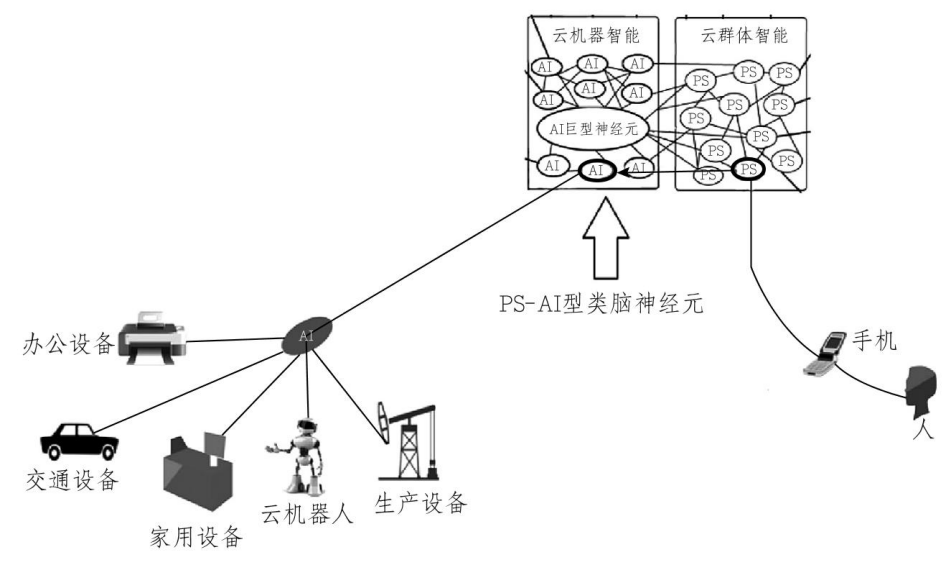 云机器智能
云群体智能
AI
AI
AI
PS
PS
PS
AI
AI
AI
PS
PS
PS
AI巨型神经元
PS
PS
PS
PS
AI
AI
AI
PS
PS
PS-AI型类脑神经元
AI
办公设备
手机
人
交通设备
家用设备
云机器人
生产设备